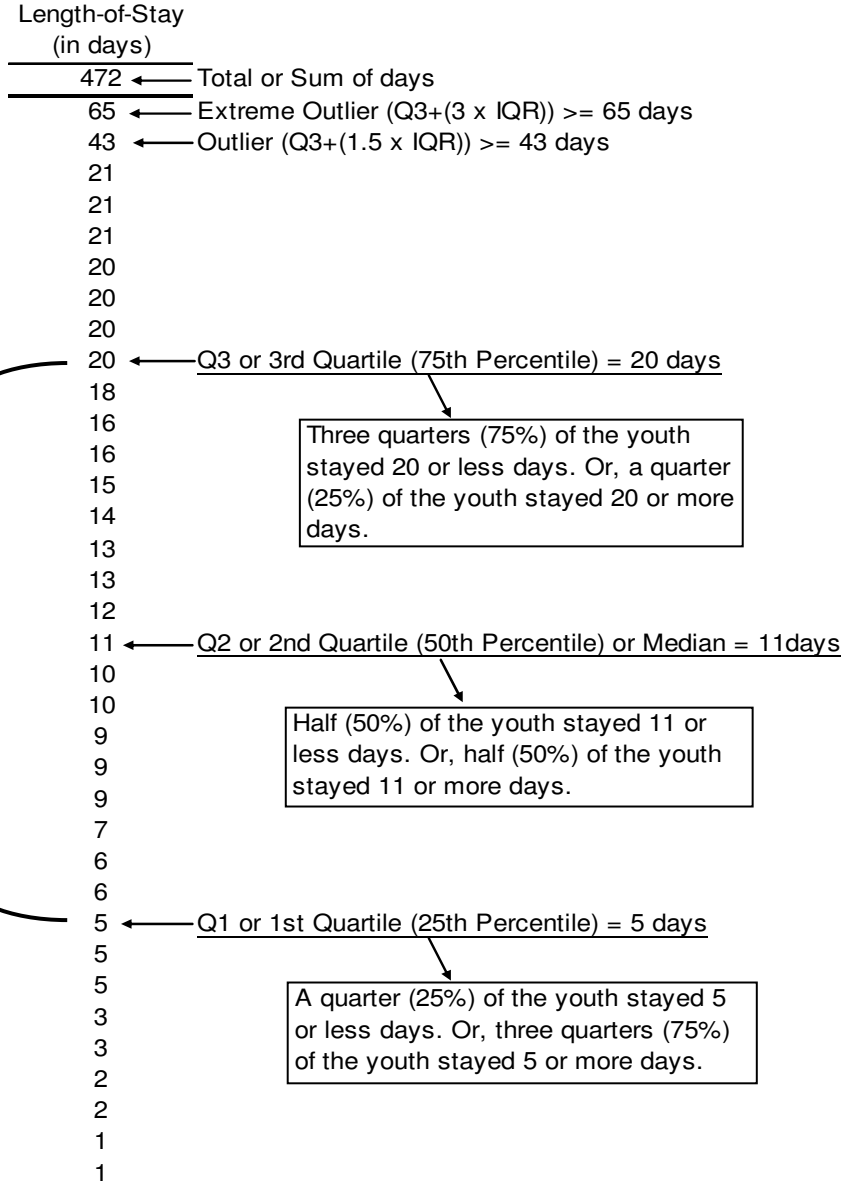 Length-of-Stay
(in days)
472 Total or Sum of days
65 Extreme Outlier (Q3+(3 x IQR)) >= 65 days
43 Outlier (Q3+(1.5 x IQR)) >= 43 days
21
21
21
20
20
20
20 Q3 or 3rd Quartile (75th Percentile) = 20 days
18
16
16
15
14
13
13
12
Three quarters (75%) of the youth
stayed 20 or less days. Or, a quarter
(25%) of the youth stayed 20 or more
days.
11 Q2 or 2nd Quartile (50th Percentile) or Median = 11days
10
10
9
9
9
7
6
6
Half (50%) of the youth stayed 11 or
less days. Or, half (50%) of the youth
stayed 11 or more days.
5 Q1 or 1st Quartile (25th Percentile) = 5 days
5
5
3
3
2
2
1
1
A quarter (25%) of the youth stayed 5
or less days. Or, three quarters (75%)
of the youth stayed 5 or more days.